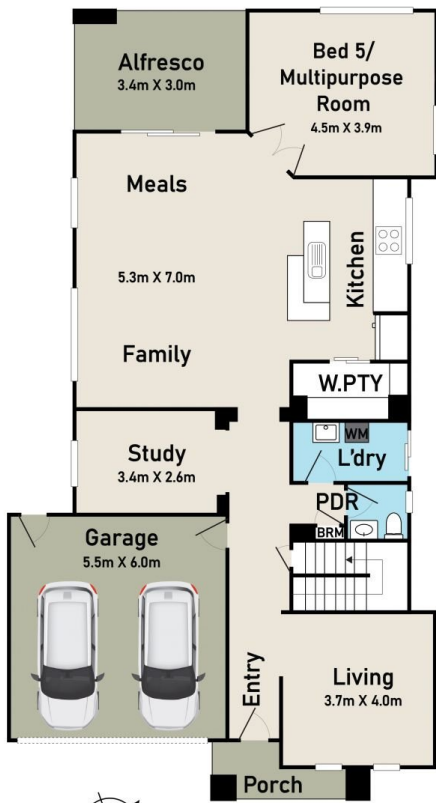 Alfresco
3.4m X 3.0m
Bed 5/
Multipurpose
Room
4.5m X 3.9m
Meals
5.3m X 7.0m
Kitchen
Family
W.PTY
Study
3.4m X 2.6m
WM
L'dry
PDR
BRM
Garage
5.5m X 6.0m
Entry
Living
3.7m X 4.0m
Porch